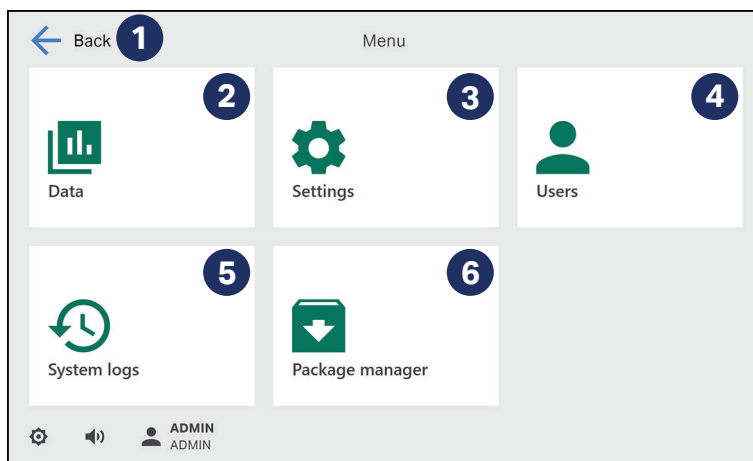 Back 1 Menu
2 3 4
Data Settings Users
5 6
System logs Package manager
ADMIN
ADMIN